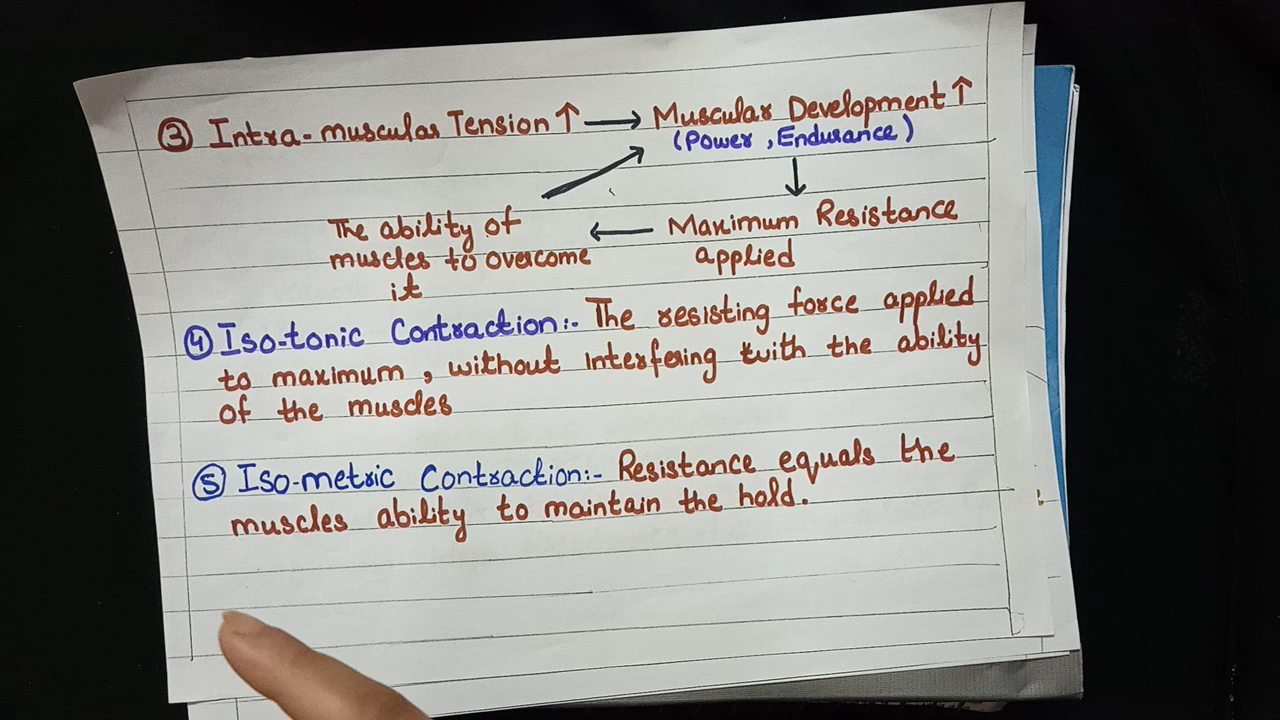 ③ Intra-muscular Tension ↑ → Muscular Development ↑
(Power, Endurance)
↓
The ability of ← Maximum Resistance
muscles to overcome applied
it
④ Iso-tonic Contraction:- The resisting force applied
to maximum, without interfering with the ability
of the muscles
⑤ Iso-metric Contraction:- Resistance equals the
muscles ability to maintain the hold.